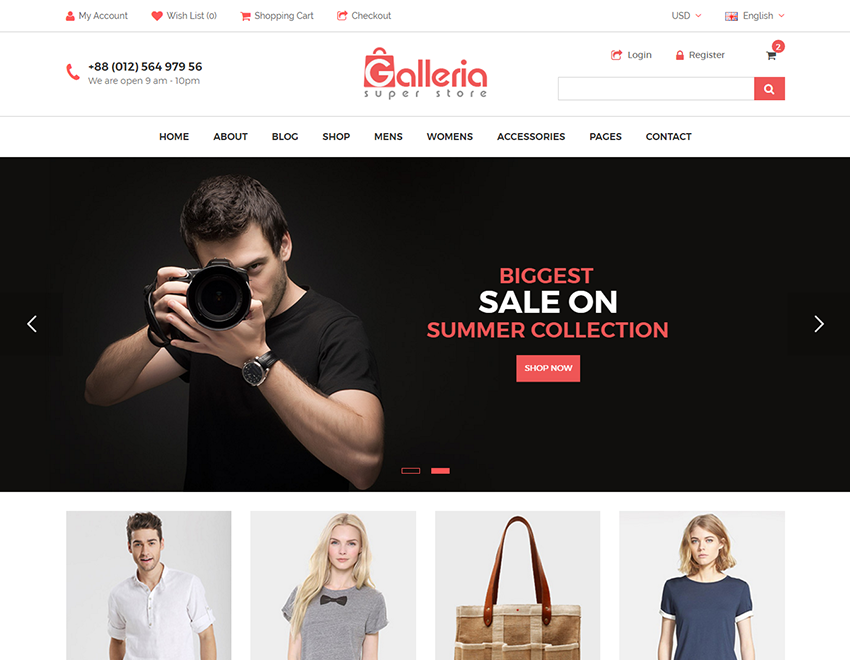 My Account Wish List (0) Shopping Cart Checkout USD English
+88 (012) 564 979 56
We are open 9 am - 10pm
Galleria
super store
Login Register 2
HOME ABOUT BLOG SHOP MENS WOMENS ACCESSORIES PAGES CONTACT
BIGGEST
SALE ON
SUMMER COLLECTION
SHOP NOW